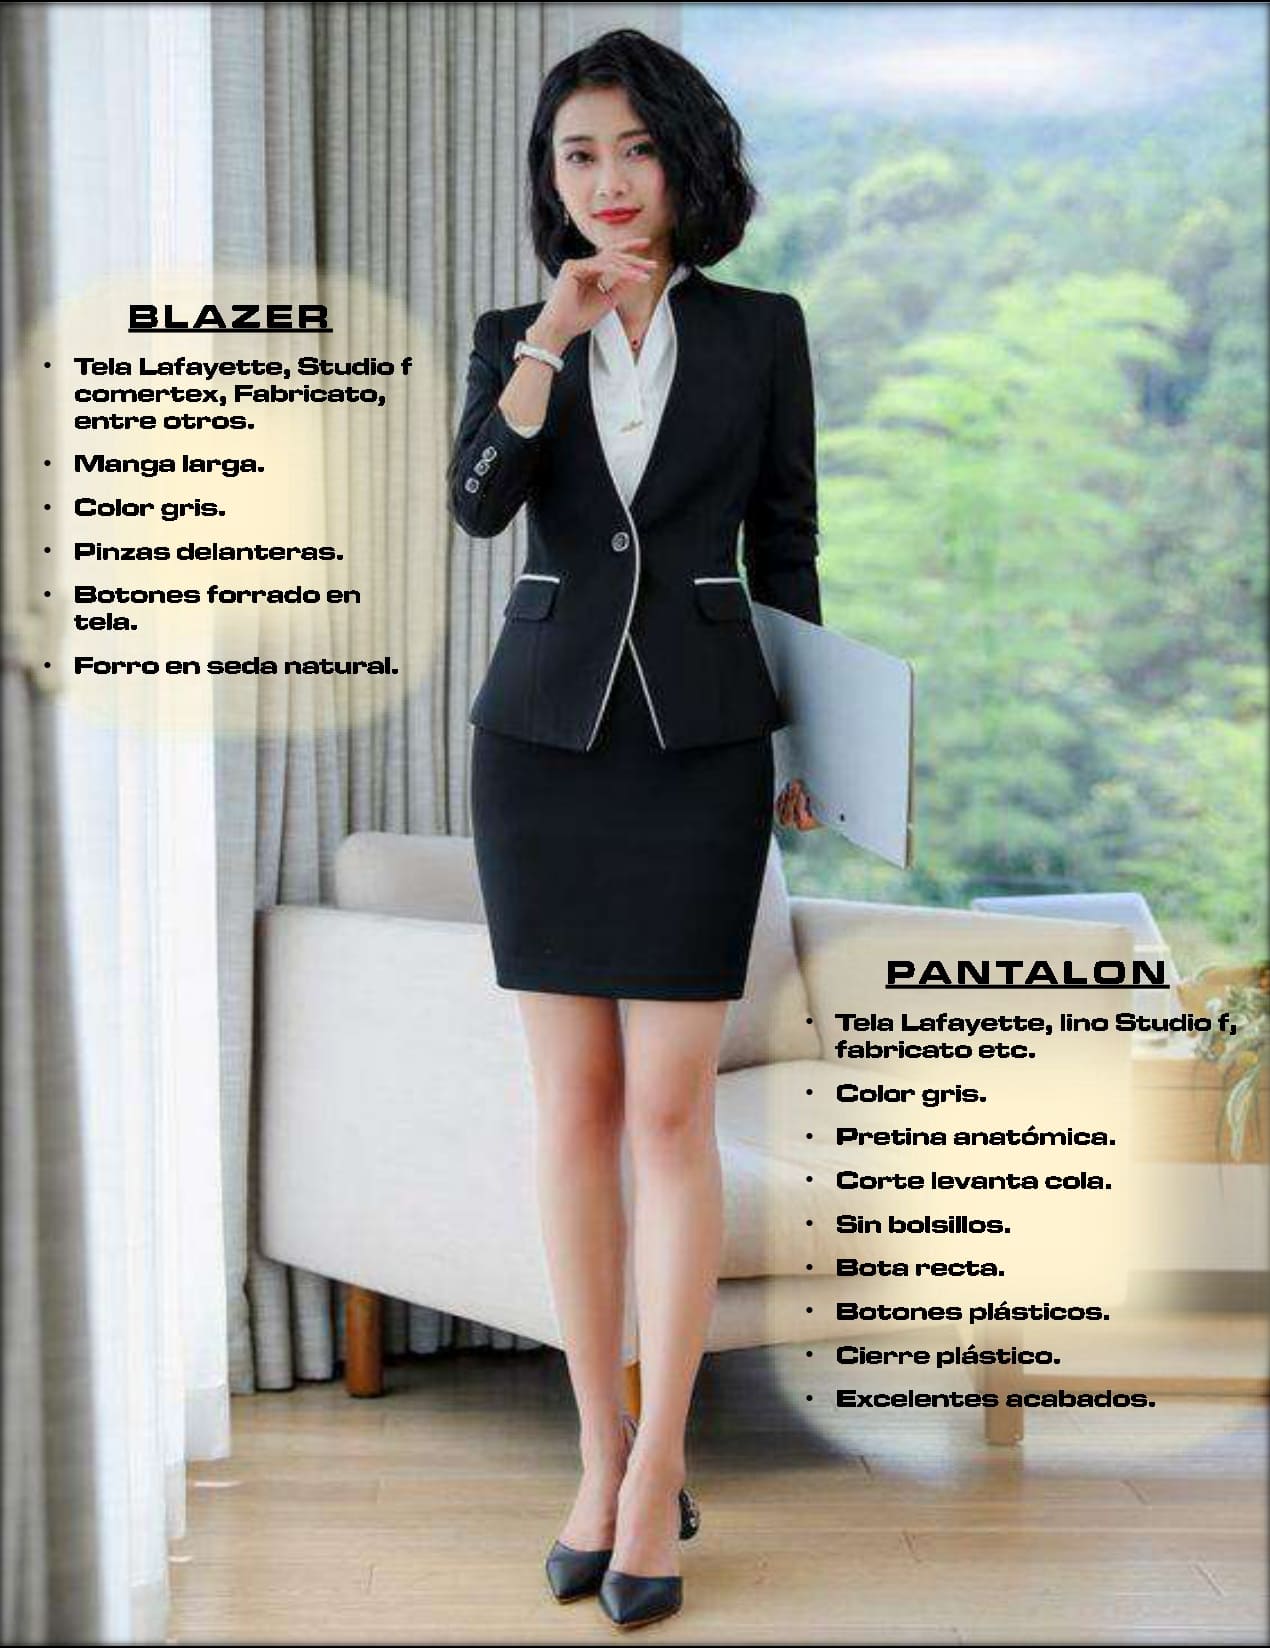 BLAZER
• Tela Lafayette, Studio f
comertex, Fabricato,
entre otros.
• Manga larga.
• Color gris.
• Pinzas delanteras.
• Botones forrado en
tela.
• Forro en seda natural.
PANTALON
• Tela Lafayette, lino Studio f,
fabricato etc.
• Color gris.
• Pretina anatómica.
• Corte levanta cola.
• Sin bolsillos.
• Bota recta.
• Botones plásticos.
• Cierre plástico.
• Excelentes acabados.